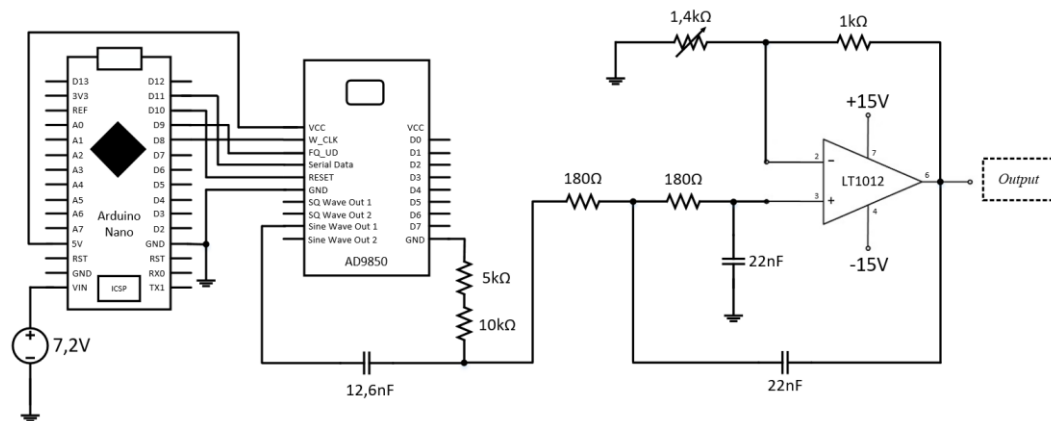 1,4kΩ
1kΩ
D13
3V3
REF
A0
A1
A2
A3
A4
A5
A6
A7
5V
RST
GND
VIN
D12
D11
D10
D9
D8
D7
D6
D5
D4
D3
D2
GND
RST
RX0
TX1
Arduino
Nano
ICSP
7,2V
VCC
W_CLK
FQ_UD
Serial Data
RESET
GND
SQ Wave Out 1
SQ Wave Out 2
Sine Wave Out 1
Sine Wave Out 2
VCC
D0
D1
D2
D3
D4
D5
D6
D7
GND
AD9850
5kΩ
10kΩ
12,6nF
180Ω
180Ω
22nF
22nF
+15V
7
2
LT1012
6
3
4
-15V
Output